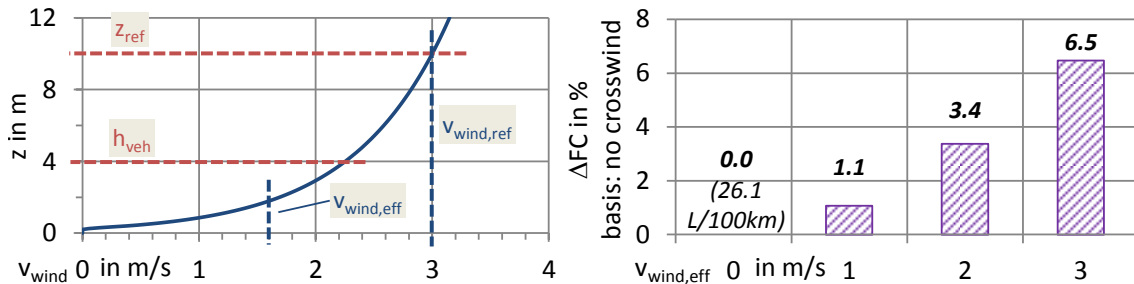 z in m
12
8
4
0
z_ref
h_veh
v_wind,ref
v_wind,eff
v_wind 0 in m/s 1 2 3 4
ΔFC in %
basis: no crosswind
8
6
4
2
0
0.0
(26.1
L/100km)
1.1
3.4
6.5
v_wind,eff 0 in m/s 1 2 3